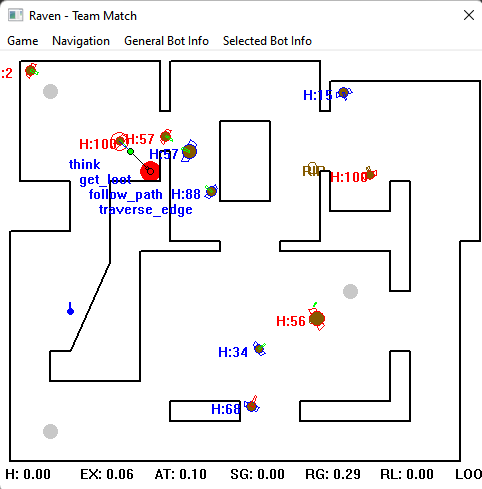 Raven - Team Match
Game Navigation General Bot Info Selected Bot Info
:2
H:15
H:100 H:57
H:57
think
get_loot
follow_path
traverse_edge
H:88
RIP
H:100
H:56
H:34
H:68
H: 0.00 EX: 0.06 AT: 0.10 SG: 0.00 RG: 0.29 RL: 0.00 LOO